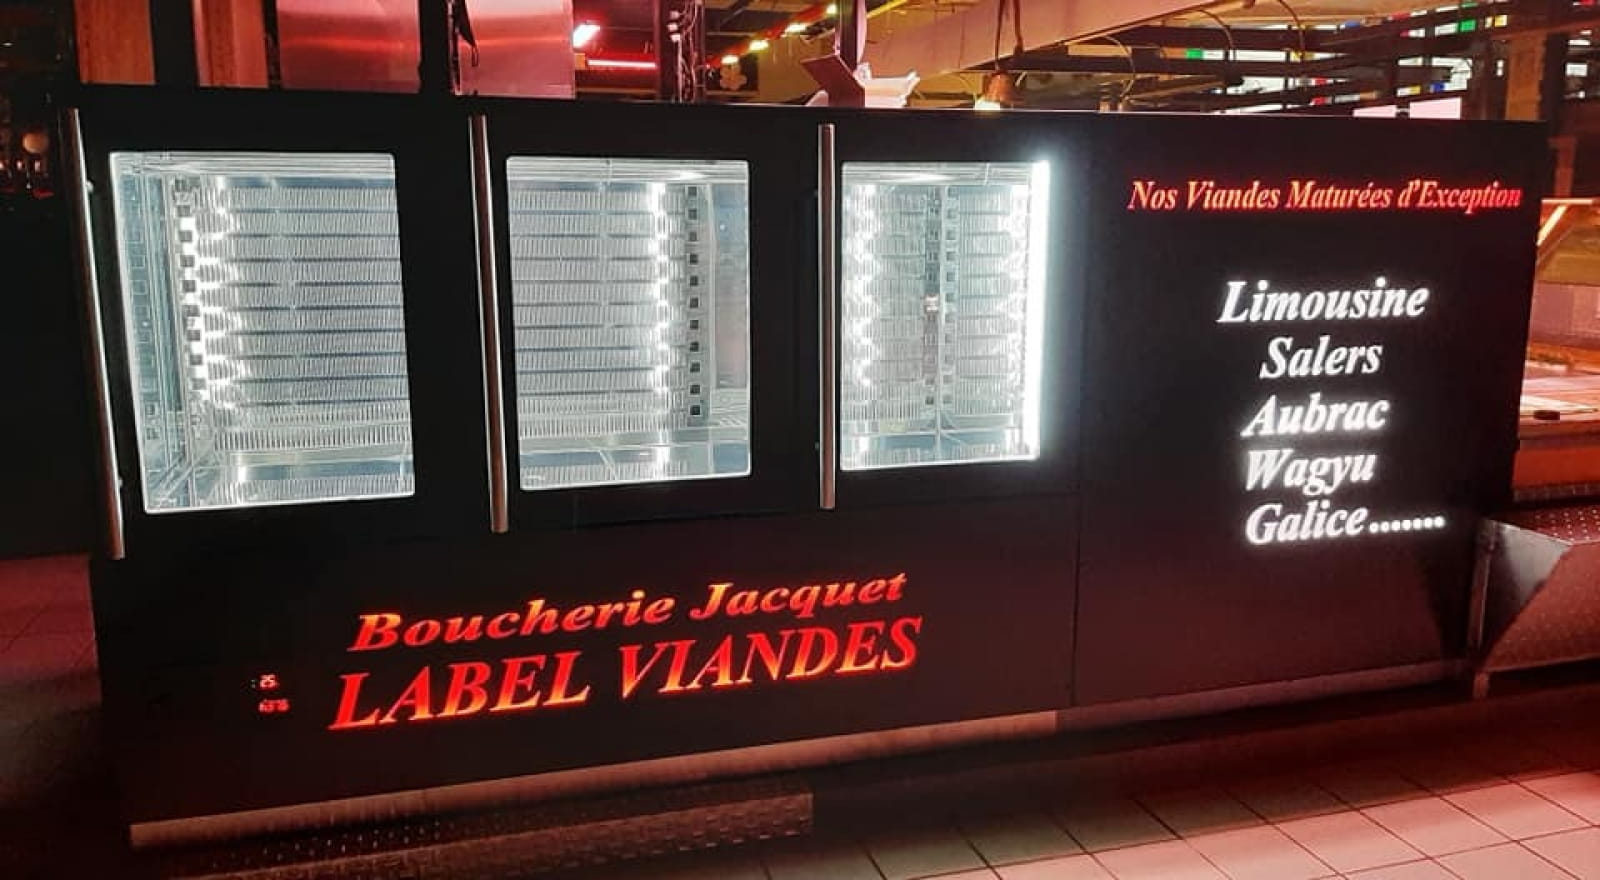 Nos Viandes Maturées d'Exception
Limousine
Salers
Aubrac
Wagyu
Galice.......
Boucherie Jacquet
LABEL VIANDES